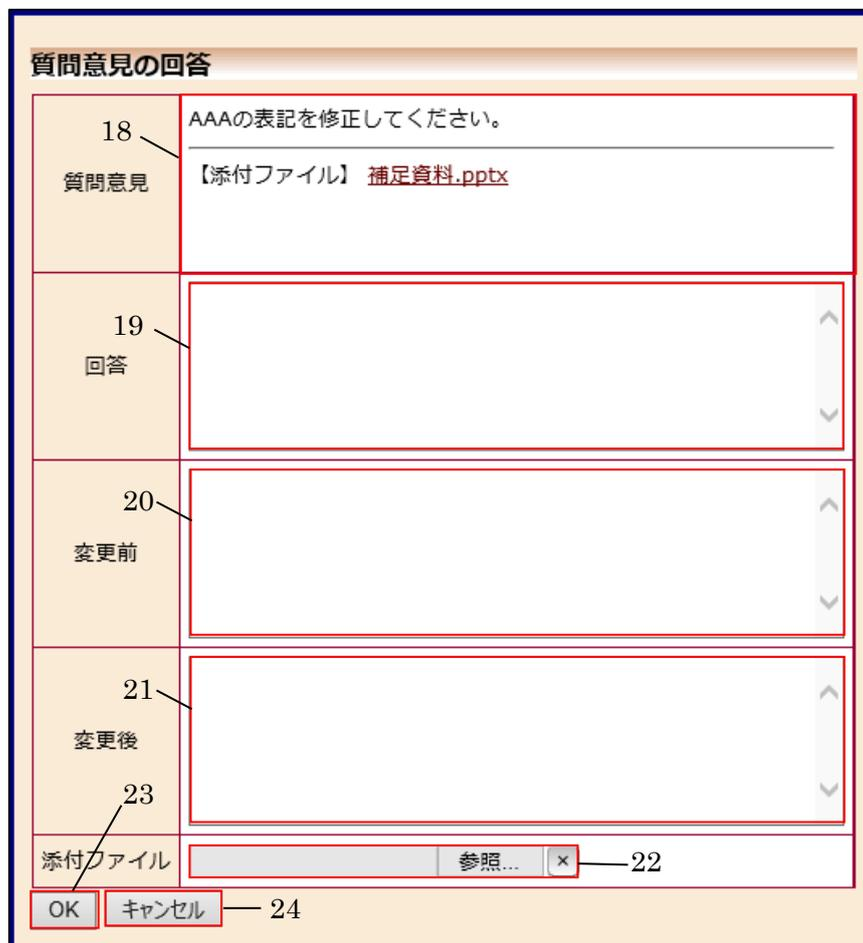 質問意見の回答
18
AAAの表記を修正してください。
質問意見
【添付ファイル】 補足資料.pptx
19
回答
20
変更前
21
変更後
23
添付ファイル
参照...
×
22
OK
キャンセル
24